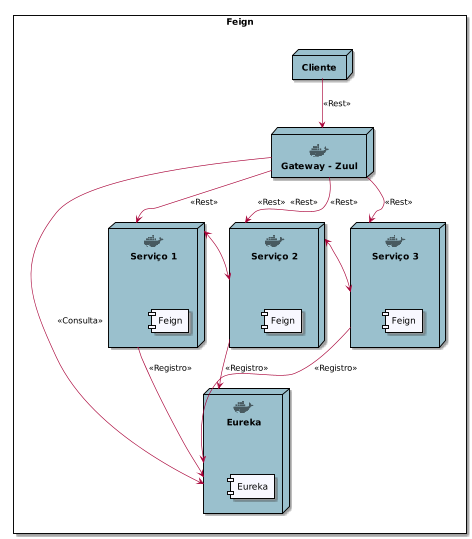 Feign
Cliente
«Rest»
Gateway - Zuul
«Rest»
«Rest»
«Rest»
«Rest»
«Rest»
Serviço 1
Serviço 2
Serviço 3
Feign
Feign
Feign
«Consulta»
«Registro»
«Registro»
«Registro»
Eureka
Eureka